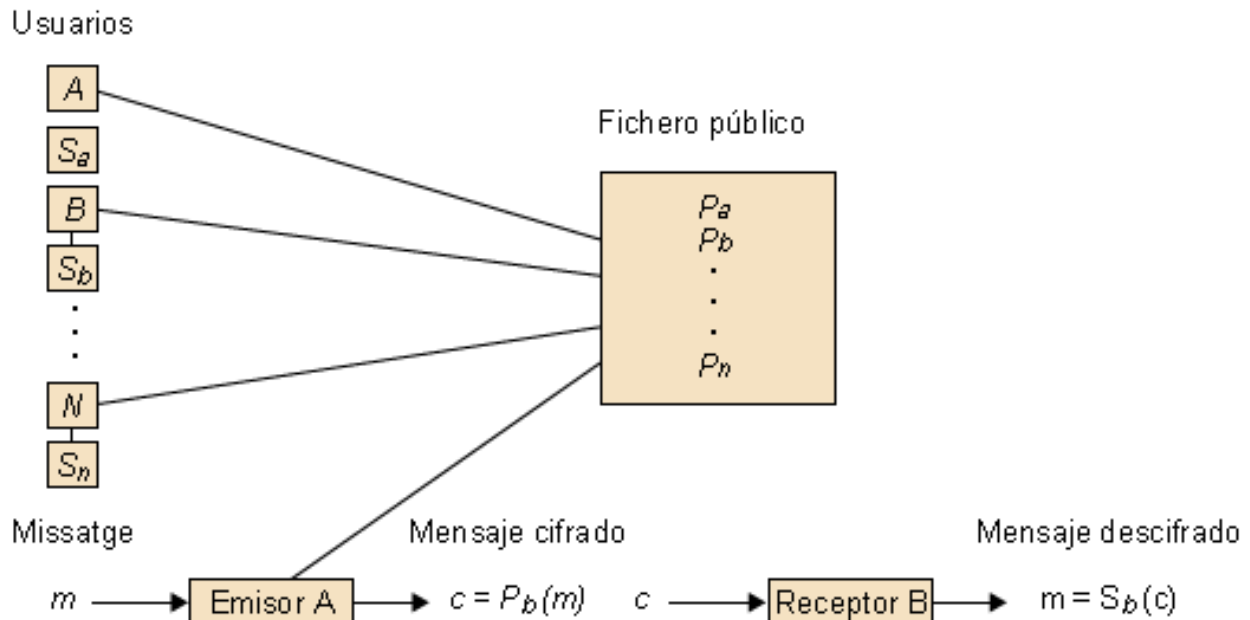 Usuarios
A
Sa
B
Sb
.
.
.
N
Sn
Fichero público
Pa
Pb
.
.
.
Pn
Missatge
Mensaje cifrado
Mensaje descifrado
m
Emisor A
c = Pb(m)
c
Receptor B
m = Sb(c)